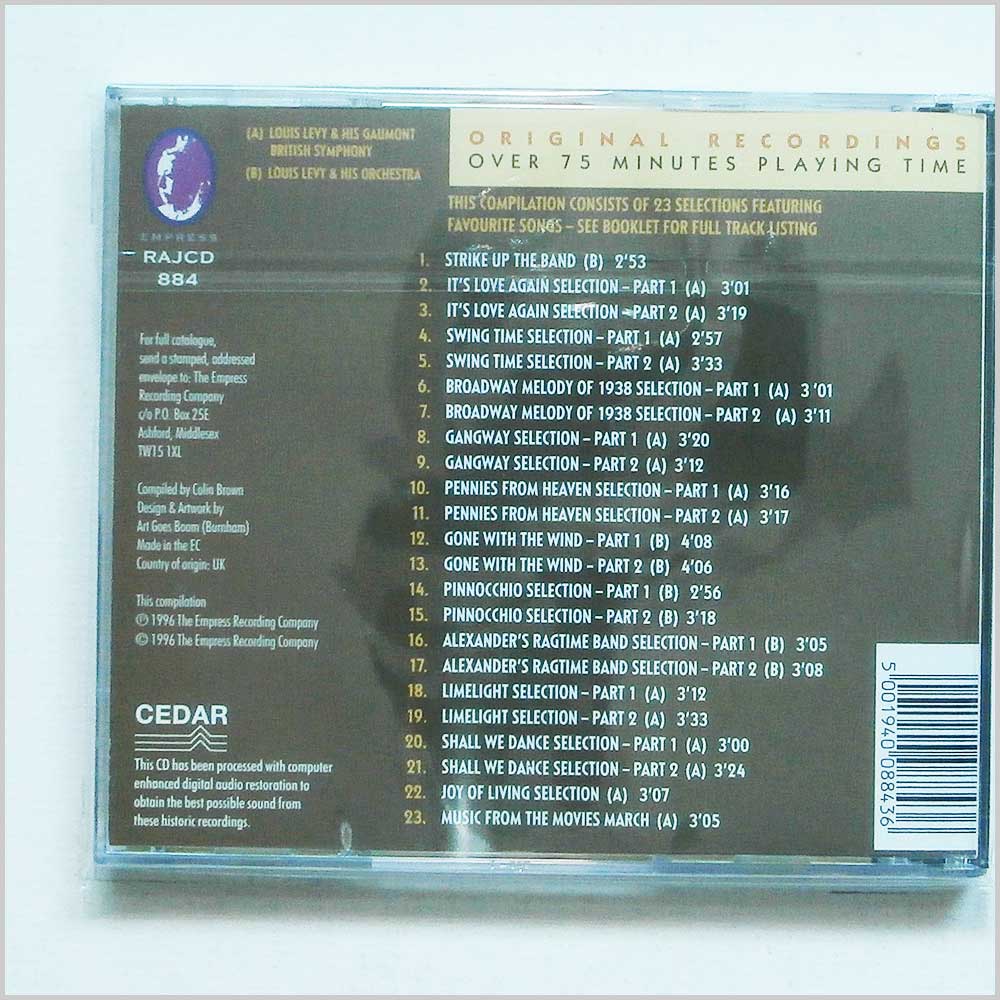 EMPRESS
RAJCD
884
(A) LOUIS LEVY & HIS GAUMONT
BRITISH SYMPHONY
(B) LOUIS LEVY & HIS ORCHESTRA
ORIGINAL RECORDINGS
OVER 75 MINUTES PLAYING TIME
THIS COMPILATION CONSISTS OF 23 SELECTIONS FEATURING
FAVOURITE SONGS – SEE BOOKLET FOR FULL TRACK LISTING
1. STRIKE UP THE BAND (B) 2'53
2. IT'S LOVE AGAIN SELECTION – PART 1 (A) 3'01
3. IT'S LOVE AGAIN SELECTION – PART 2 (A) 3'19
4. SWING TIME SELECTION – PART 1 (A) 2'57
5. SWING TIME SELECTION – PART 2 (A) 3'33
6. BROADWAY MELODY OF 1938 SELECTION – PART 1 (A) 3'01
7. BROADWAY MELODY OF 1938 SELECTION – PART 2 (A) 3'11
8. GANGWAY SELECTION – PART 1 (A) 3'20
9. GANGWAY SELECTION – PART 2 (A) 3'12
10. PENNIES FROM HEAVEN SELECTION – PART 1 (A) 3'16
11. PENNIES FROM HEAVEN SELECTION – PART 2 (A) 3'17
12. GONE WITH THE WIND – PART 1 (B) 4'08
13. GONE WITH THE WIND – PART 2 (B) 4'06
14. PINNOCCHIO SELECTION – PART 1 (B) 2'56
15. PINNOCCHIO SELECTION – PART 2 (B) 3'18
16. ALEXANDER'S RAGTIME BAND SELECTION – PART 1 (B) 3'05
17. ALEXANDER'S RAGTIME BAND SELECTION – PART 2 (B) 3'08
18. LIMELIGHT SELECTION – PART 1 (A) 3'12
19. LIMELIGHT SELECTION – PART 2 (A) 3'33
20. SHALL WE DANCE SELECTION – PART 1 (A) 3'00
21. SHALL WE DANCE SELECTION – PART 2 (A) 3'24
22. JOY OF LIVING SELECTION (A) 3'07
23. MUSIC FROM THE MOVIES MARCH (A) 3'05
For full catalogue,
send a stamped, addressed
envelope to: The Empress
Recording Company
c/o P.O. Box 25E
Ashford, Middlesex
TW15 1XL
Compiled by Colin Brown
Design & Artwork by
Art Goes Boom (Burnham)
Made in the EC
Country of origin: UK
This compilation
℗ 1996 The Empress Recording Company
© 1996 The Empress Recording Company
CEDAR
This CD has been processed with computer
enhanced digital audio restoration to
obtain the best possible sound from
these historic recordings.
5 001940 088436